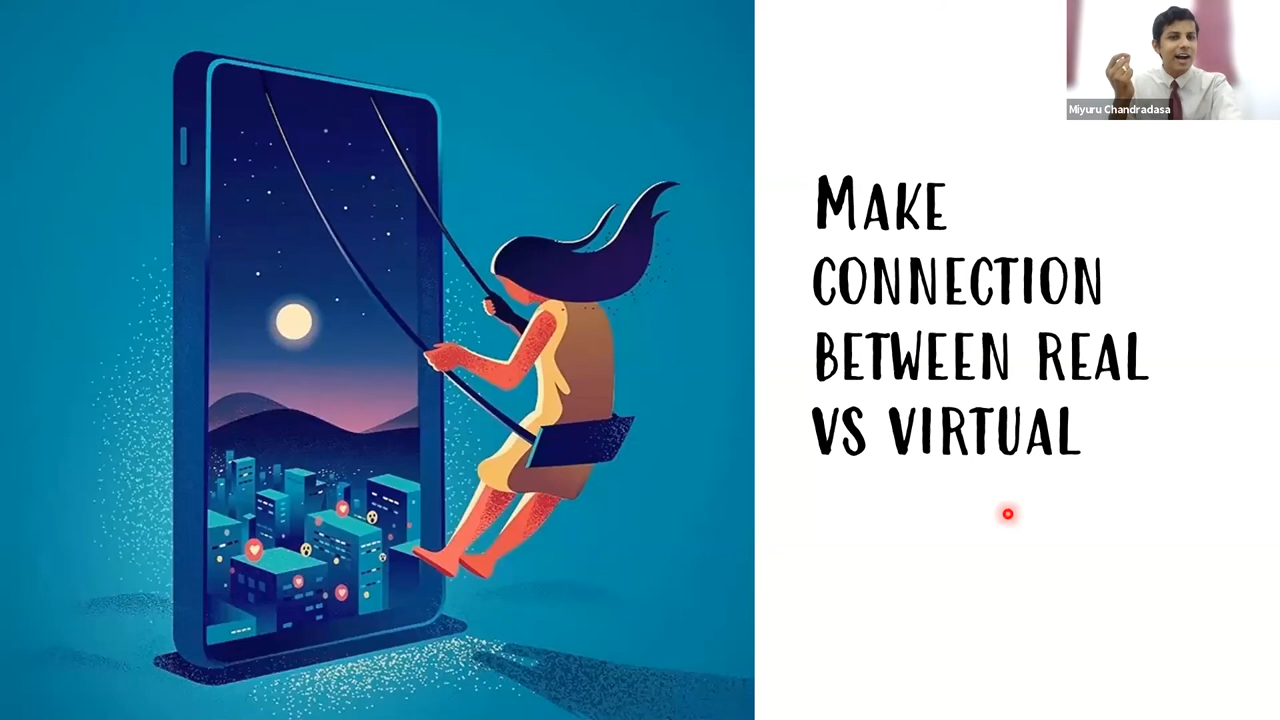 Miyuru Chandradasa
MAKE
CONNECTION
BETWEEN REAL
VS VIRTUAL